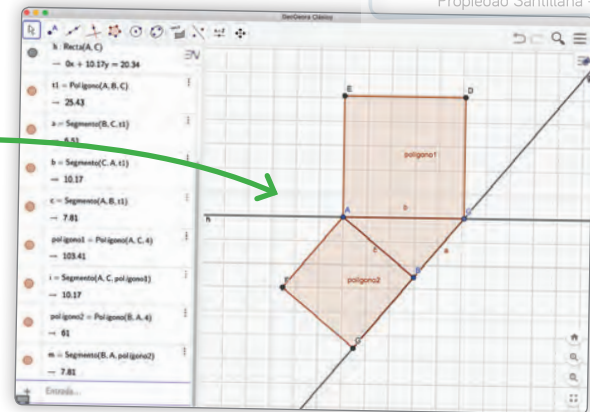 Propiedad Santillana
GeoGebra Clásico
h : Recta(A, C)
→ 0x + 10.17y = 20.34
t1 = Polígono(A, B, C)
→ 25.43
a = Segmento(B, C, t1)
→ 6.51
b = Segmento(C, A, t1)
→ 10.17
c = Segmento(A, B, t1)
→ 7.81
polígono1 = Polígono(A, C, 4)
→ 103.41
i = Segmento(A, C, polígono1)
→ 10.17
polígono2 = Polígono(B, A, 4)
→ 61
m = Segmento(B, A, polígono2)
→ 7.81
Entrada...
E
D
polígono1
b
h
A
C
c
a
B
F
polígono2
G